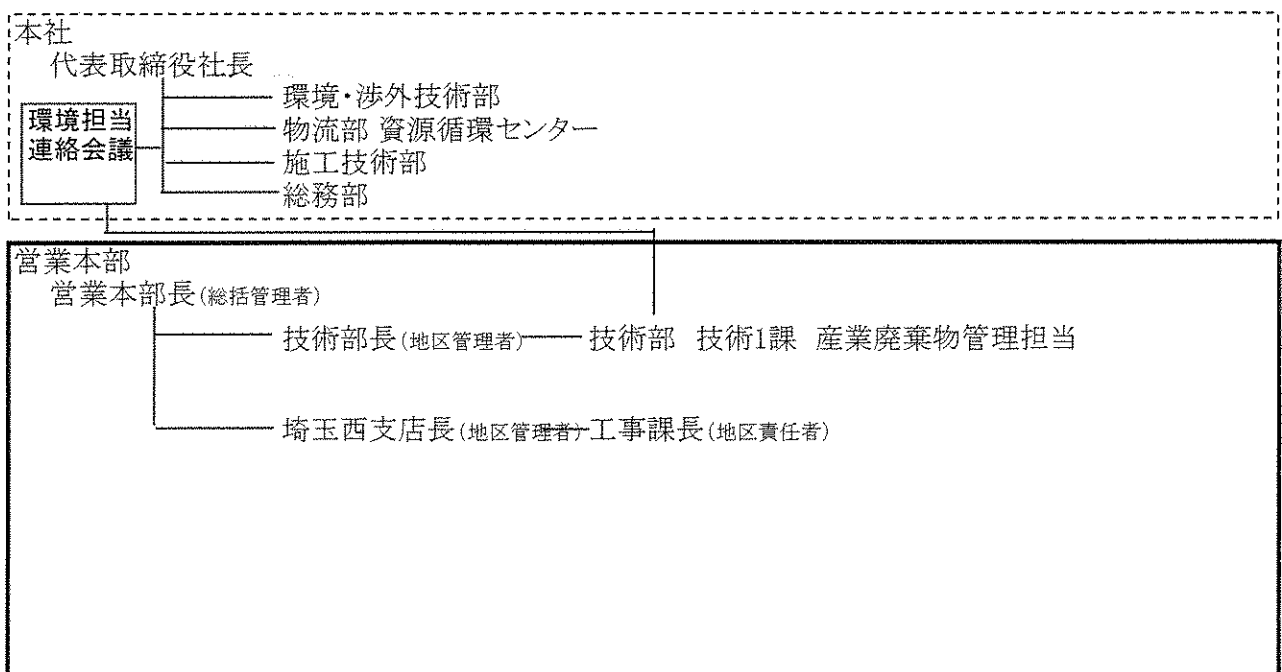 本社
代表取締役社長
環境・渉外技術部
環境担当
連絡会議
物流部 資源循環センター
施工技術部
総務部
営業本部
営業本部長(総括管理者)
技術部長(地区管理者) 技術部 技術1課 産業廃棄物管理担当
埼玉西支店長(地区管理者) 工事課長(地区責任者)